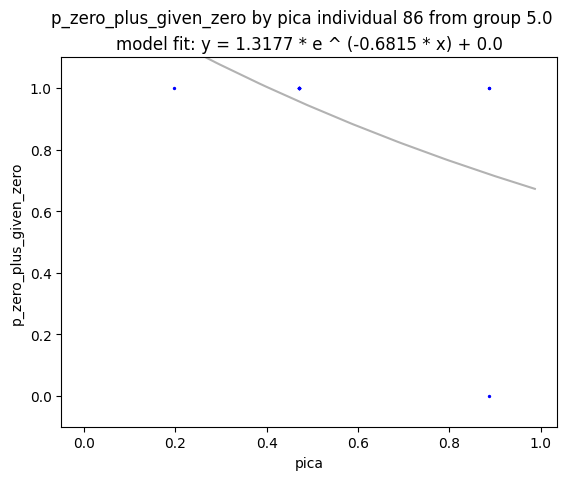 p_zero_plus_given_zero by pica individual 86 from group 5.0
model fit: y = 1.3177 * e ^ (-0.6815 * x) + 0.0
p_zero_plus_given_zero
1.0
0.8
0.6
0.4
0.2
0.0
0.0 0.2 0.4 0.6 0.8 1.0
pica